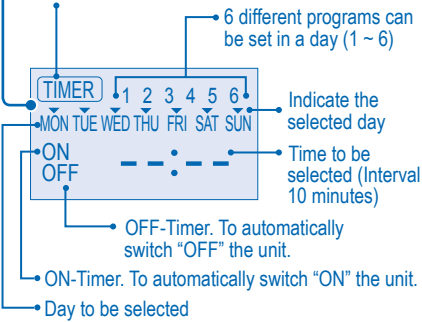 6 different programs can
be set in a day (1 ~ 6)
TIMER 1 2 3 4 5 6
MON TUE WED THU FRI SAT SUN
ON
OFF
--:--
Indicate the
selected day
Time to be
selected (Interval
10 minutes)
OFF-Timer. To automatically
switch “OFF” the unit.
ON-Timer. To automatically switch “ON” the unit.
Day to be selected